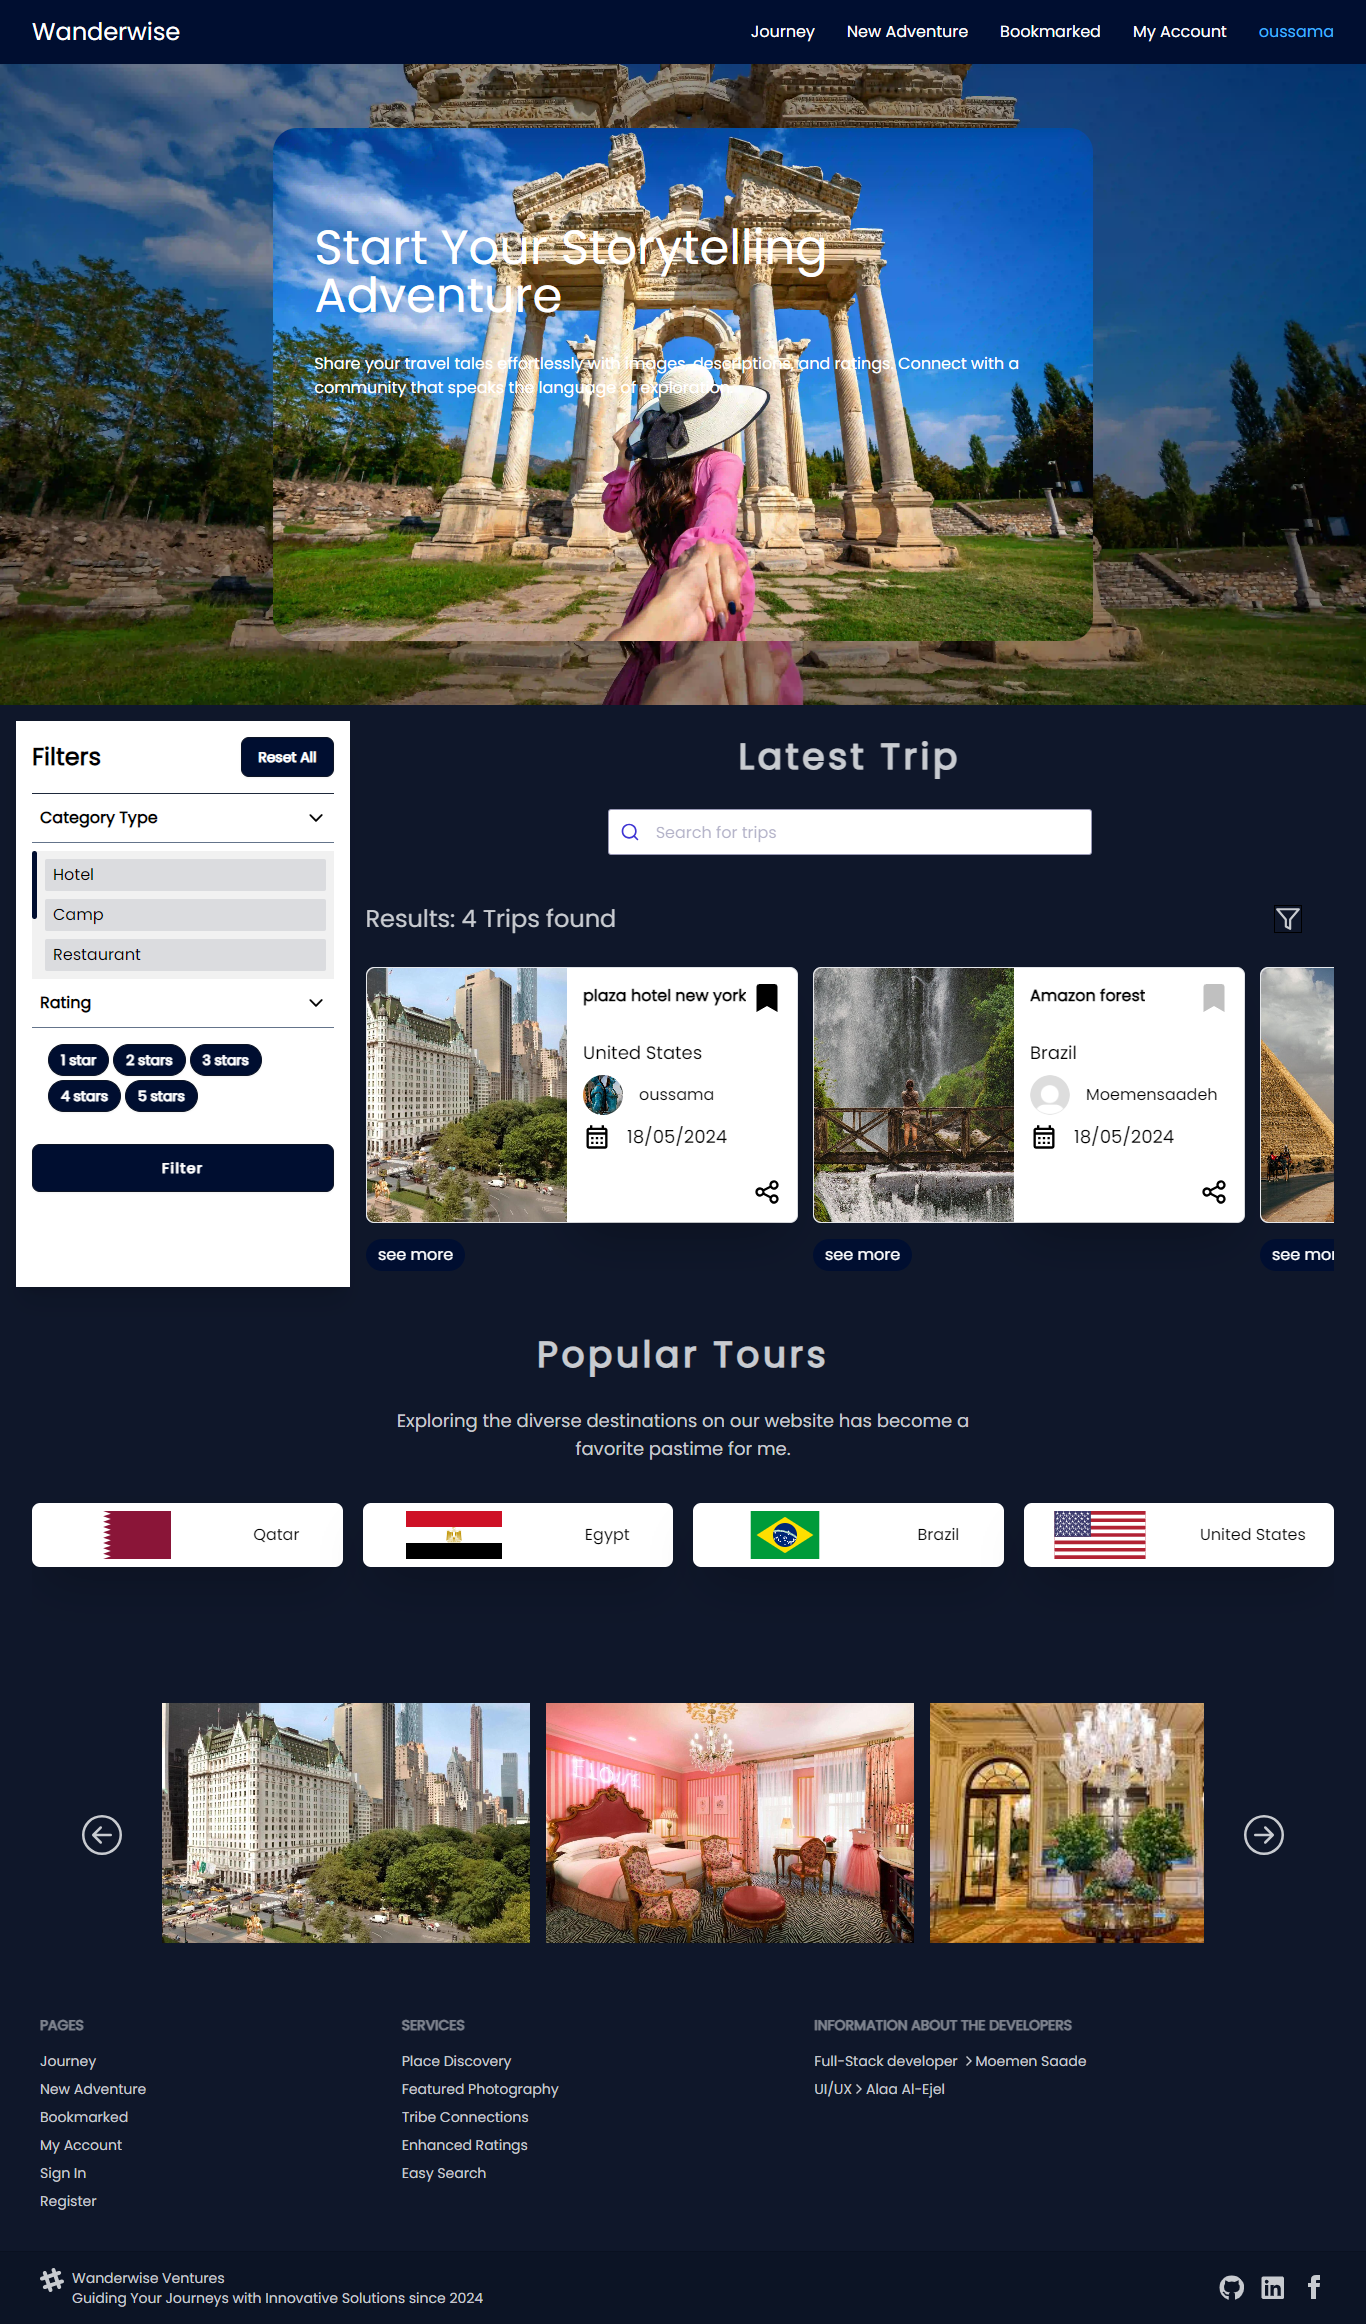 Wanderwise
Journey
New Adventure
Bookmarked
My Account
oussama
Start Your Storytelling
Adventure
Share your travel tales effortlessly with images, descriptions, and ratings. Connect with a
community that speaks the language of exploration.
Filters
Reset All
Category Type
Hotel
Camp
Restaurant
Rating
1 star
2 stars
3 stars
4 stars
5 stars
Filter
Latest Trip
Search for trips
Results: 4 Trips found
plaza hotel new york
United States
oussama
18/05/2024
see more
Amazon forest
Brazil
Moemensaadeh
18/05/2024
see more
see mor
Popular Tours
Exploring the diverse destinations on our website has become a
favorite pastime for me.
Qatar
Egypt
Brazil
United States
PAGES
Journey
New Adventure
Bookmarked
My Account
Sign In
Register
SERVICES
Place Discovery
Featured Photography
Tribe Connections
Enhanced Ratings
Easy Search
INFORMATION ABOUT THE DEVELOPERS
Full-Stack developer > Moemen Saade
UI/UX > Alaa Al-Ejel
Wanderwise Ventures
Guiding Your Journeys with Innovative Solutions since 2024